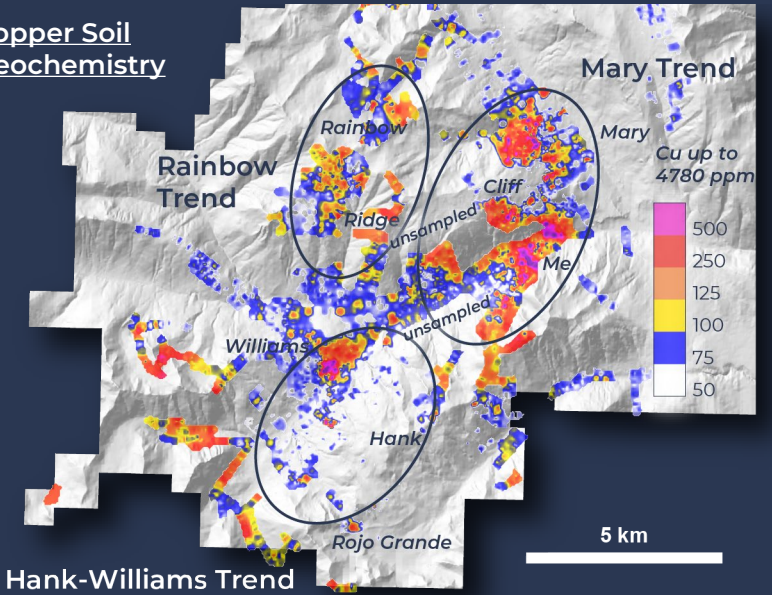 opper Soil
eochemistry
Mary Trend
Rainbow
Mary
Cu up to
4780 ppm
Rainbow
Trend
Cliff
Ridge
unsampled
500
250
125
100
75
50
Me
unsampled
Williams
Hank
Rojo Grande
5 km
Hank-Williams Trend